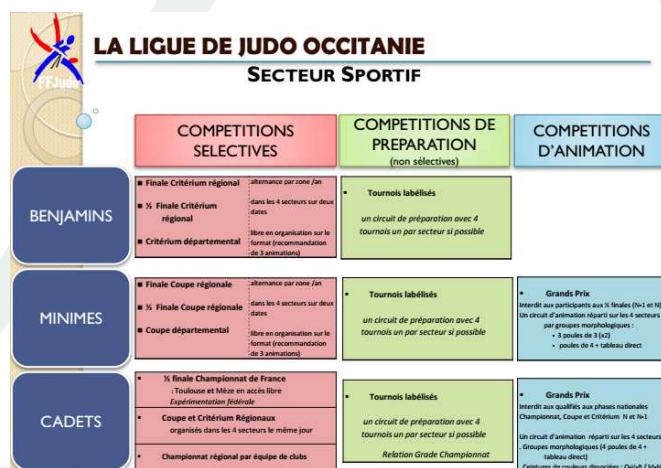 FFJudo
LA LIGUE DE JUDO OCCITANIE
SECTEUR SPORTIF
COMPETITIONS
SELECTIVES
COMPETITIONS DE
PREPARATION
(non sélectives)
COMPETITIONS
D'ANIMATION
BENJAMINS
■ Finale Critérium régional
alternance par zone /an
■ ½ Finale Critérium
régional
dans les 4 secteurs sur deux
dates
■ Critérium départemental
libre en organisation sur le
format (recommandation
de 3 animations)
▪ Tournois labélisés
un circuit de préparation avec 4
tournois un par secteur si possible
MINIMES
■ Finale Coupe régionale
alternance par zone /an
■ ½ Finale Coupe régionale
dans les 4 secteurs sur deux
dates
■ Coupe départemental
libre en organisation sur le
format (recommandation
de 3 animations)
▪ Tournois labélisés
un circuit de préparation avec 4
tournois un par secteur si possible
▪ Grands Prix
Interdit aux participants aux ½ finales (N+1 et N)
Un circuit d'animation réparti sur les 4 secteurs
par groupes morphologiques :
• 3 poules de 3 (x2)
• poules de 4 + tableau direct
CADETS
▪ ½ finale Championnat de France
: Toulouse et Mèze en accès libre
Expérimentation fédérale
▪ Coupe et Critérium Régionaux
organisés dans les 4 secteurs le même jour
▪ Championnat régional par équipe de clubs
▪ Tournois labélisés
un circuit de préparation avec 4
tournois un par secteur si possible
Relation Grade Championnat
▪ Grands Prix
Interdit aux qualifiés aux phases nationales
Championnat, Coupe et Critérium N et N+1
Un circuit d'animation réparti sur les 4 secteurs
. Groupes morphologiques (4 poules de 4 +
tableau direct)
. Ceintures de couleurs dissociées :